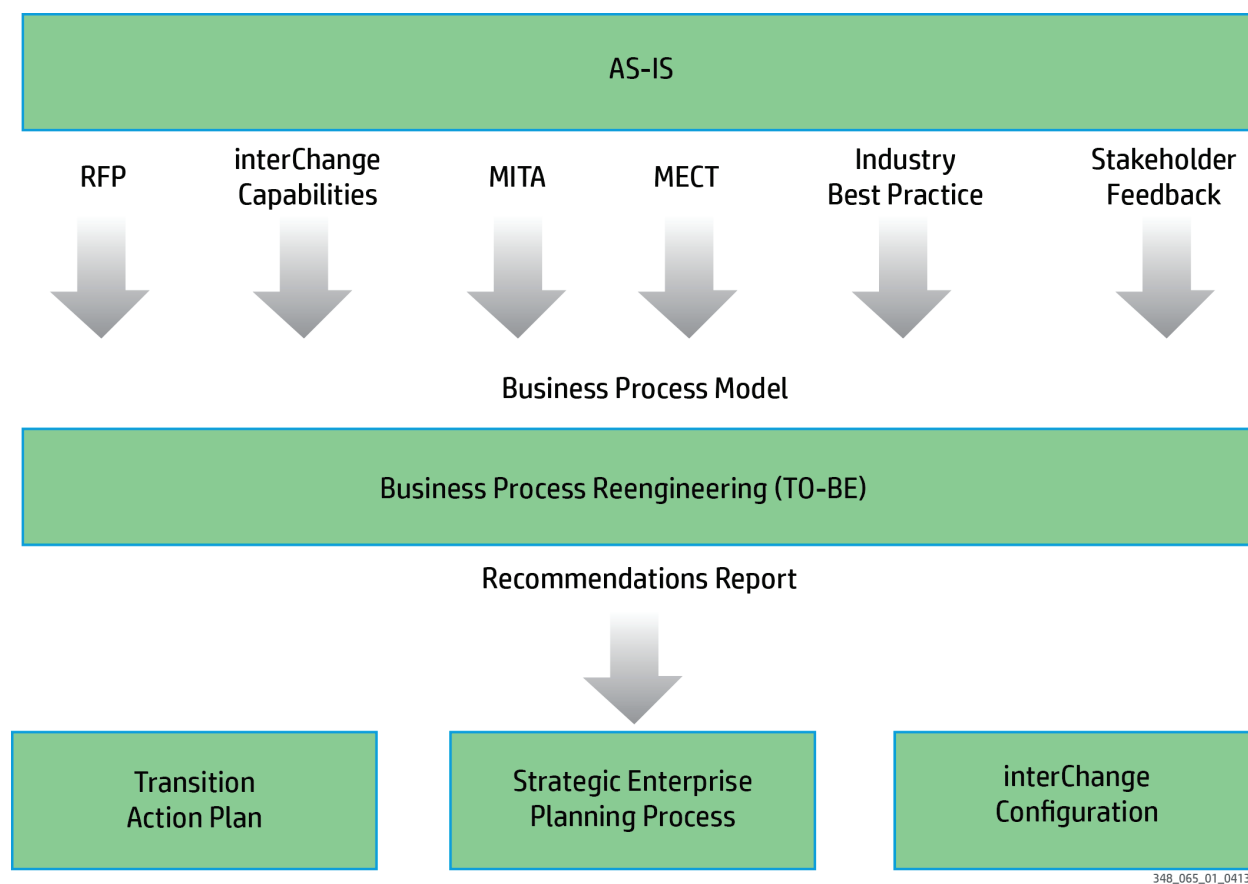 AS-IS
RFP
interChange
Capabilities
MITA
MECT
Industry
Best Practice
Stakeholder
Feedback
Business Process Model
Business Process Reengineering (TO-BE)
Recommendations Report
Transition
Action Plan
Strategic Enterprise
Planning Process
interChange
Configuration
348_065_01_0413